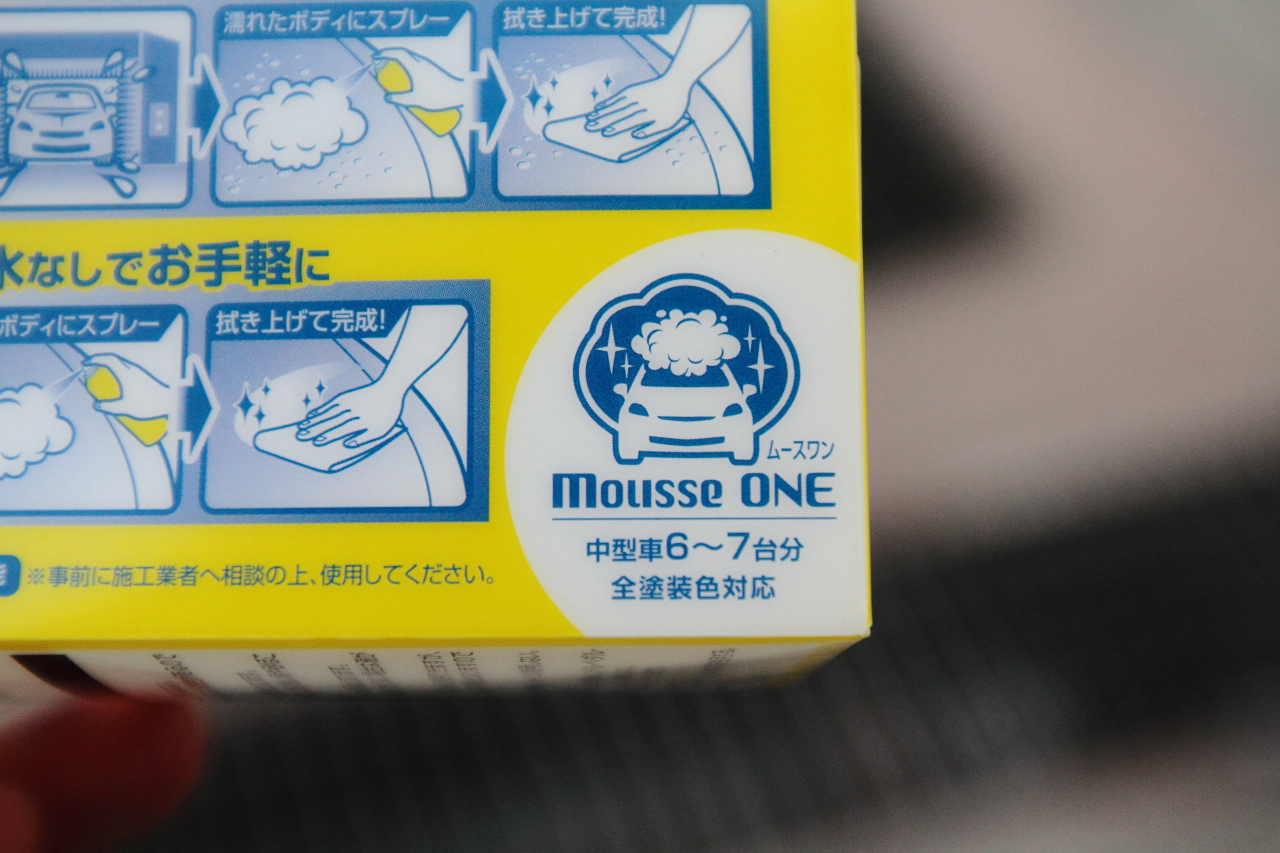 濡れたボディにスプレー
拭き上げて完成!
水なしでお手軽に
ボディにスプレー
拭き上げて完成!
ムースワン
Mousse ONE
中型車6〜7台分
全塗装色対応
※事前に施工業者へ相談の上、使用してください。